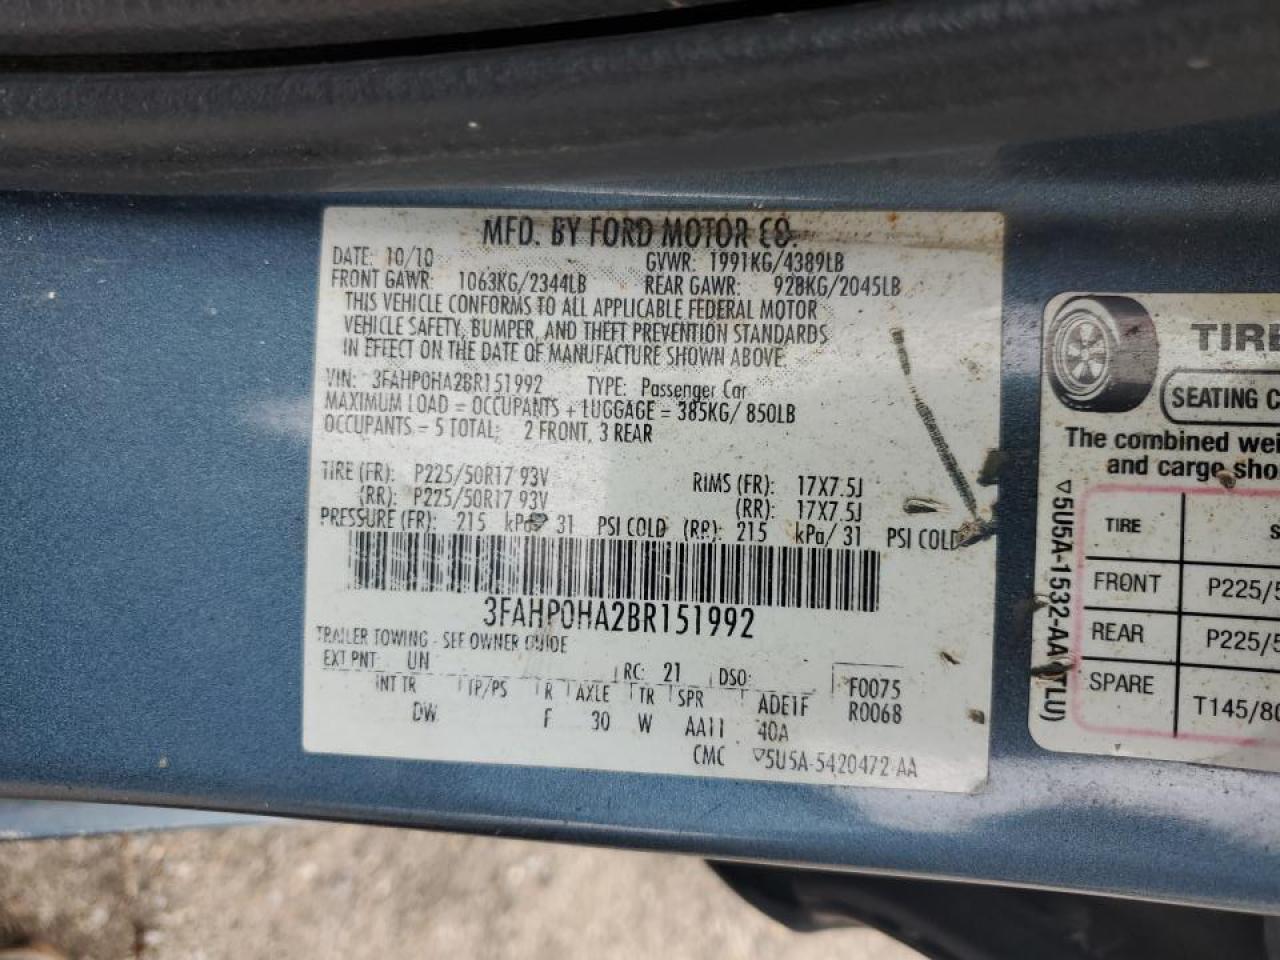 MFD. BY FORD MOTOR CO.
DATE: 10/10 GVWR: 1991KG/4389LB
FRONT GAWR: 1063KG/2344LB REAR GAWR: 928KG/2045LB
THIS VEHICLE CONFORMS TO ALL APPLICABLE FEDERAL MOTOR
VEHICLE SAFETY, BUMPER, AND THEFT PREVENTION STANDARDS
IN EFFECT ON THE DATE OF MANUFACTURE SHOWN ABOVE.
VIN: 3FAHP0HA2BR151992 TYPE: Passenger Car
MAXIMUM LOAD = OCCUPANTS + LUGGAGE = 385KG/ 850LB
OCCUPANTS = 5 TOTAL: 2 FRONT, 3 REAR
TIRE (FR): P225/50R17 93V RIMS (FR): 17X7.5J
(RR): P225/50R17 93V (RR): 17X7.5J
PRESSURE (FR): 215 kPa/ 31 PSI COLD (RR): 215 kPa/ 31 PSI COLD
3FAHP0HA2BR151992
TRAILER TOWING - SEE OWNER GUIDE
EXT PNT: UN RC: 21 DSO: F0075
INT TR TP/PS R AXLE TR SPR ADE1F R0068
DW F 30 W AA11 40A
CMC ▽5U5A-5420472-AA
TIRE
SEATING C
The combined wei
and cargo sho
TIRE S
FRONT P225/5
REAR P225/5
SPARE T145/80
▽5U5A-1532-AA (TLU)